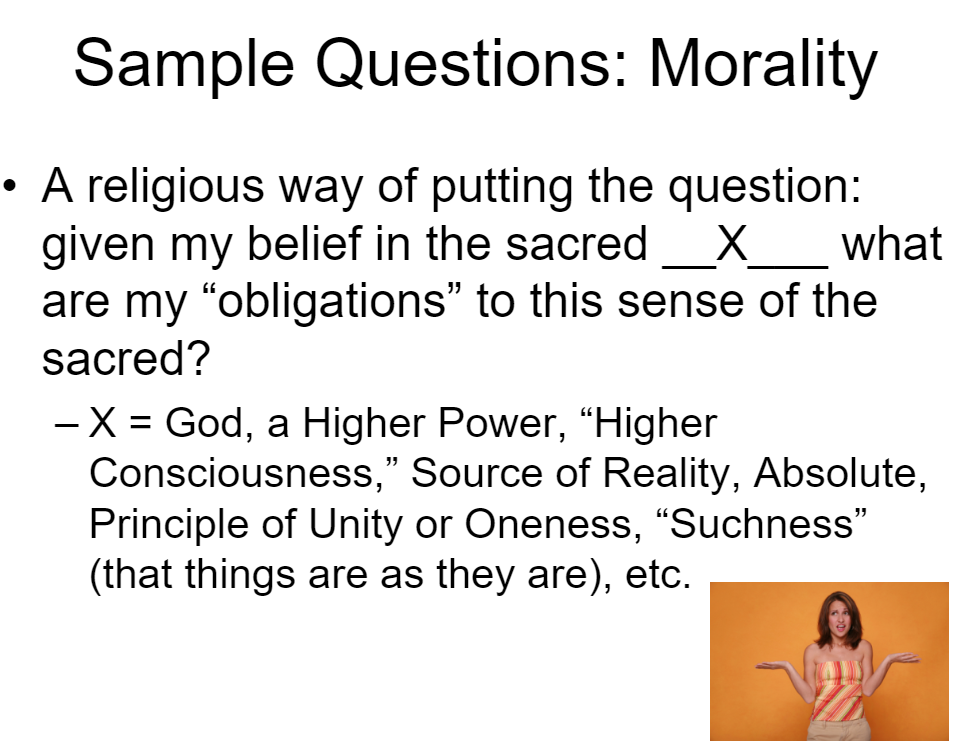 Sample Questions: Morality
• A religious way of putting the question:
given my belief in the sacred __X___ what
are my “obligations” to this sense of the
sacred?
– X = God, a Higher Power, “Higher
Consciousness,” Source of Reality, Absolute,
Principle of Unity or Oneness, “Suchness”
(that things are as they are), etc.